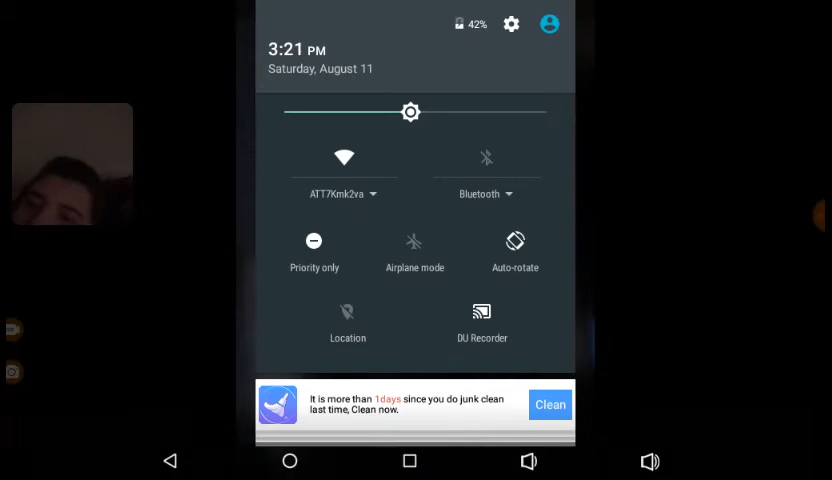 42%
3:21 PM
Saturday, August 11
ATT7Kmk2va
Bluetooth
Priority only
Airplane mode
Auto-rotate
Location
DU Recorder
It is more than 1days since you do junk clean
last time, Clean now.
Clean